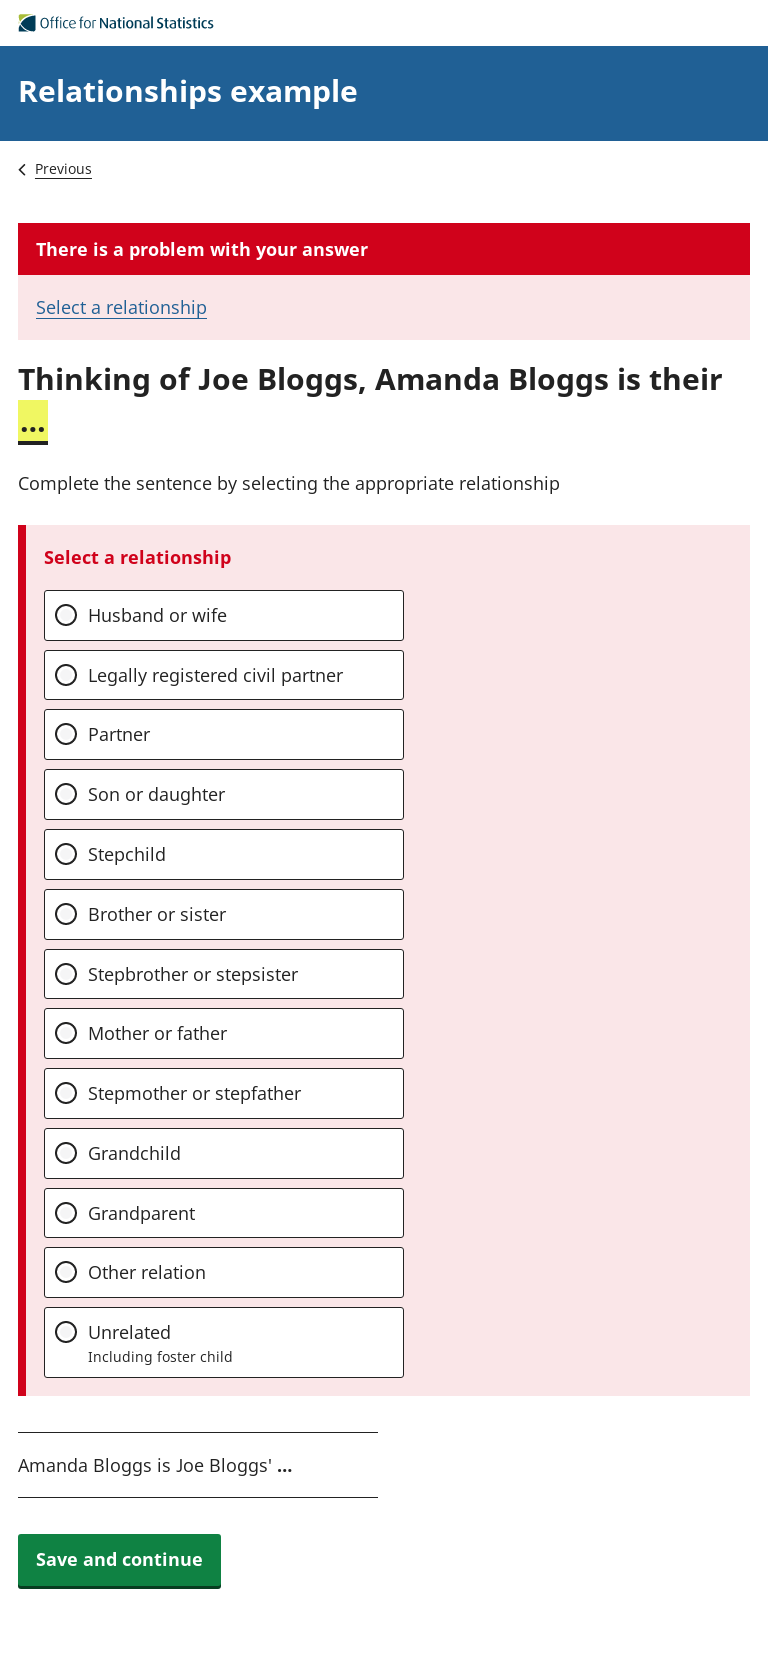 Office for National Statistics
Relationships example
Previous
There is a problem with your answer
Select a relationship
Thinking of Joe Bloggs, Amanda Bloggs is their
...
Complete the sentence by selecting the appropriate relationship
Select a relationship
Husband or wife
Legally registered civil partner
Partner
Son or daughter
Stepchild
Brother or sister
Stepbrother or stepsister
Mother or father
Stepmother or stepfather
Grandchild
Grandparent
Other relation
Unrelated
Including foster child
Amanda Bloggs is Joe Bloggs' ...
Save and continue